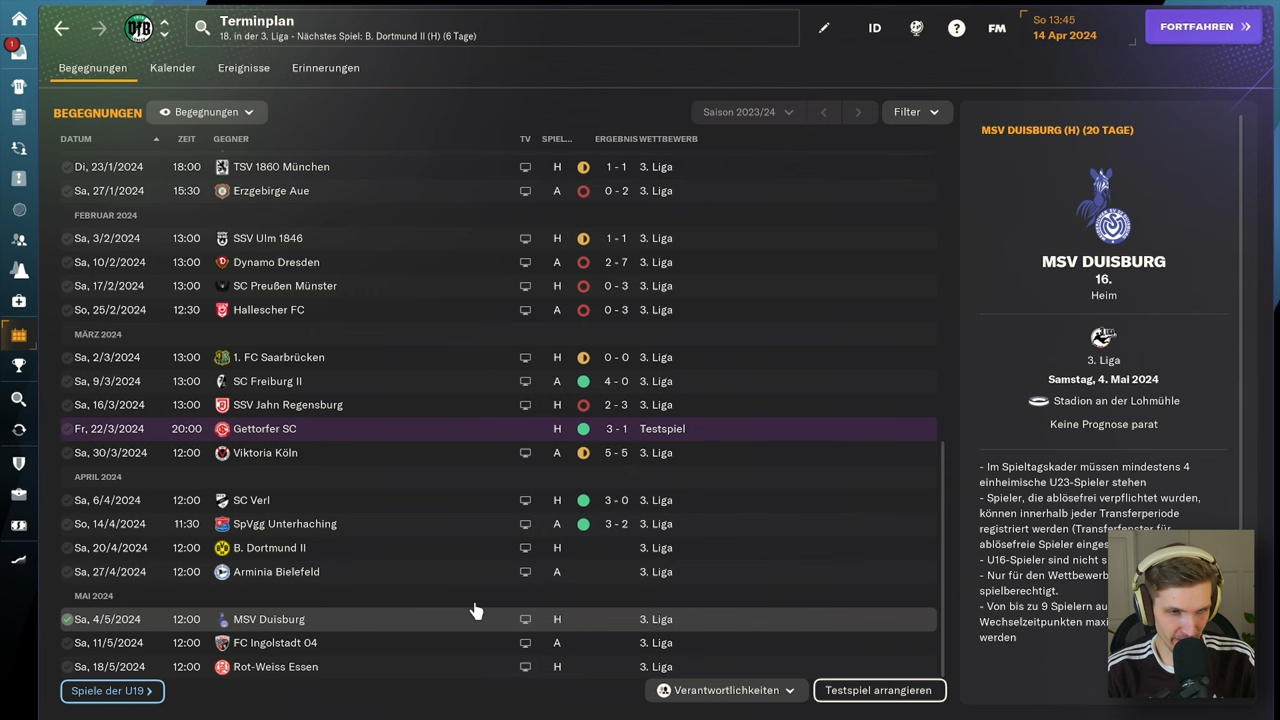 Terminplan
18. in der 3. Liga - Nächstes Spiel: B. Dortmund II (H) (6 Tage)
ID
?
FM
So 13:45
14 Apr 2024
FORTFAHREN
1
Begegnungen
Kalender
Ereignisse
Erinnerungen
BEGEGNUNGEN
Begegnungen
Saison 2023/24
Filter
DATUM ZEIT GEGNER TV SPIEL... ERGEBNIS WETTBEWERB
Di, 23/1/2024 18:00 TSV 1860 München H 1 - 1 3. Liga
Sa, 27/1/2024 15:30 Erzgebirge Aue A 0 - 2 3. Liga
FEBRUAR 2024
Sa, 3/2/2024 13:00 SSV Ulm 1846 H 1 - 1 3. Liga
Sa, 10/2/2024 13:00 Dynamo Dresden A 2 - 7 3. Liga
Sa, 17/2/2024 13:00 SC Preußen Münster H 0 - 3 3. Liga
So, 25/2/2024 12:30 Hallescher FC A 0 - 3 3. Liga
MÄRZ 2024
Sa, 2/3/2024 13:00 1. FC Saarbrücken H 0 - 0 3. Liga
Sa, 9/3/2024 13:00 SC Freiburg II A 4 - 0 3. Liga
Sa, 16/3/2024 13:00 SSV Jahn Regensburg H 2 - 3 3. Liga
Fr, 22/3/2024 20:00 Gettorfer SC H 3 - 1 Testspiel
Sa, 30/3/2024 12:00 Viktoria Köln A 5 - 5 3. Liga
APRIL 2024
Sa, 6/4/2024 12:00 SC Verl H 3 - 0 3. Liga
So, 14/4/2024 11:30 SpVgg Unterhaching A 3 - 2 3. Liga
Sa, 20/4/2024 12:00 B. Dortmund II H 3. Liga
Sa, 27/4/2024 12:00 Arminia Bielefeld A 3. Liga
MAI 2024
Sa, 4/5/2024 12:00 MSV Duisburg H 3. Liga
Sa, 11/5/2024 12:00 FC Ingolstadt 04 A 3. Liga
Sa, 18/5/2024 12:00 Rot-Weiss Essen H 3. Liga
Spiele der U19
Verantwortlichkeiten
Testspiel arrangieren
MSV DUISBURG (H) (20 TAGE)
MSV DUISBURG
16.
Heim
3. Liga
Samstag, 4. Mai 2024
Stadion an der Lohmühle
Keine Prognose parat
- Im Spieltagskader müssen mindestens 4
einheimische U23-Spieler stehen
- Spieler, die ablösefrei verpflichtet wurden,
können innerhalb jeder Transferperiode
registriert werden (Transferfenster für
ablösefreie Spieler
- U16-Spieler sind nicht
- Nur für den Wettbewerb
spielberechtigt.
- Von bis zu 9 Spielern
Wechselzeitpunkten
werden